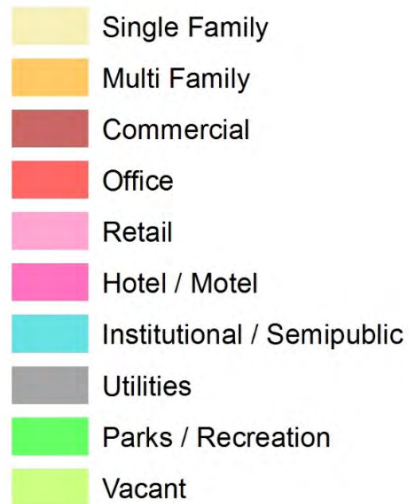 Single Family
Multi Family
Commercial
Office
Retail
Hotel / Motel
Institutional / Semipublic
Utilities
Parks / Recreation
Vacant